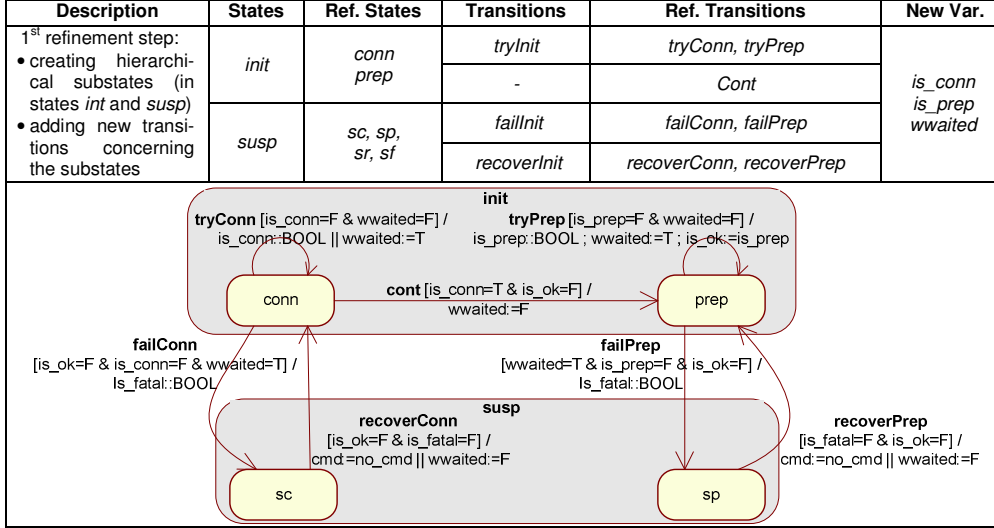 Description States Ref. States Transitions Ref. Transitions New Var.
1st refinement step:
• creating hierarchi-
cal substates (in
states int and susp)
• adding new transi-
tions concerning
the substates
init
conn
prep
tryInit
tryConn, tryPrep
-
Cont
susp
sc, sp,
sr, sf
failInit
failConn, failPrep
recoverInit
recoverConn, recoverPrep
is_conn
is_prep
wwaited
init
tryConn [is_conn=F & wwaited=F] /
is_conn::BOOL || wwaited:=T
tryPrep [is_prep=F & wwaited=F] /
is_prep::BOOL ; wwaited:=T ; is_ok:=is_prep
conn
cont [is_conn=T & is_ok=F] /
wwaited:=F
prep
failConn
[is_ok=F & is_conn=F & wwaited=T] /
Is_fatal::BOOL
failPrep
[wwaited=T & is_prep=F & is_ok=F] /
Is_fatal::BOOL
susp
recoverConn
[is_ok=F & is_fatal=F] /
cmd:=no_cmd || wwaited:=F
recoverPrep
[is_fatal=F & is_ok=F] /
cmd:=no_cmd || wwaited:=F
sc
sp